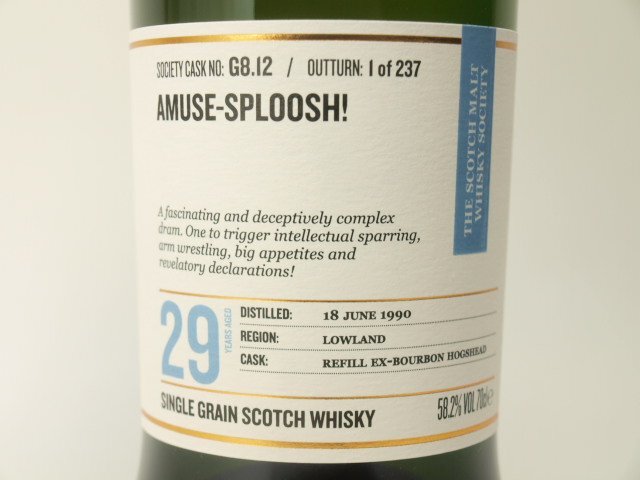 SOCIETY CASK NO: G8.12 / OUTTURN: 1 of 237
AMUSE-SPLOOSH!
THE SCOTCH MALT
WHISKY SOCIETY
A fascinating and deceptively complex
dram. One to trigger intellectual sparring,
arm wrestling, big appetites and
revelatory declarations!
29 YEARS AGED
DISTILLED: 18 JUNE 1990
REGION: LOWLAND
CASK: REFILL EX-BOURBON HOGSHEAD
SINGLE GRAIN SCOTCH WHISKY 58.2% VOL 70cl ℮